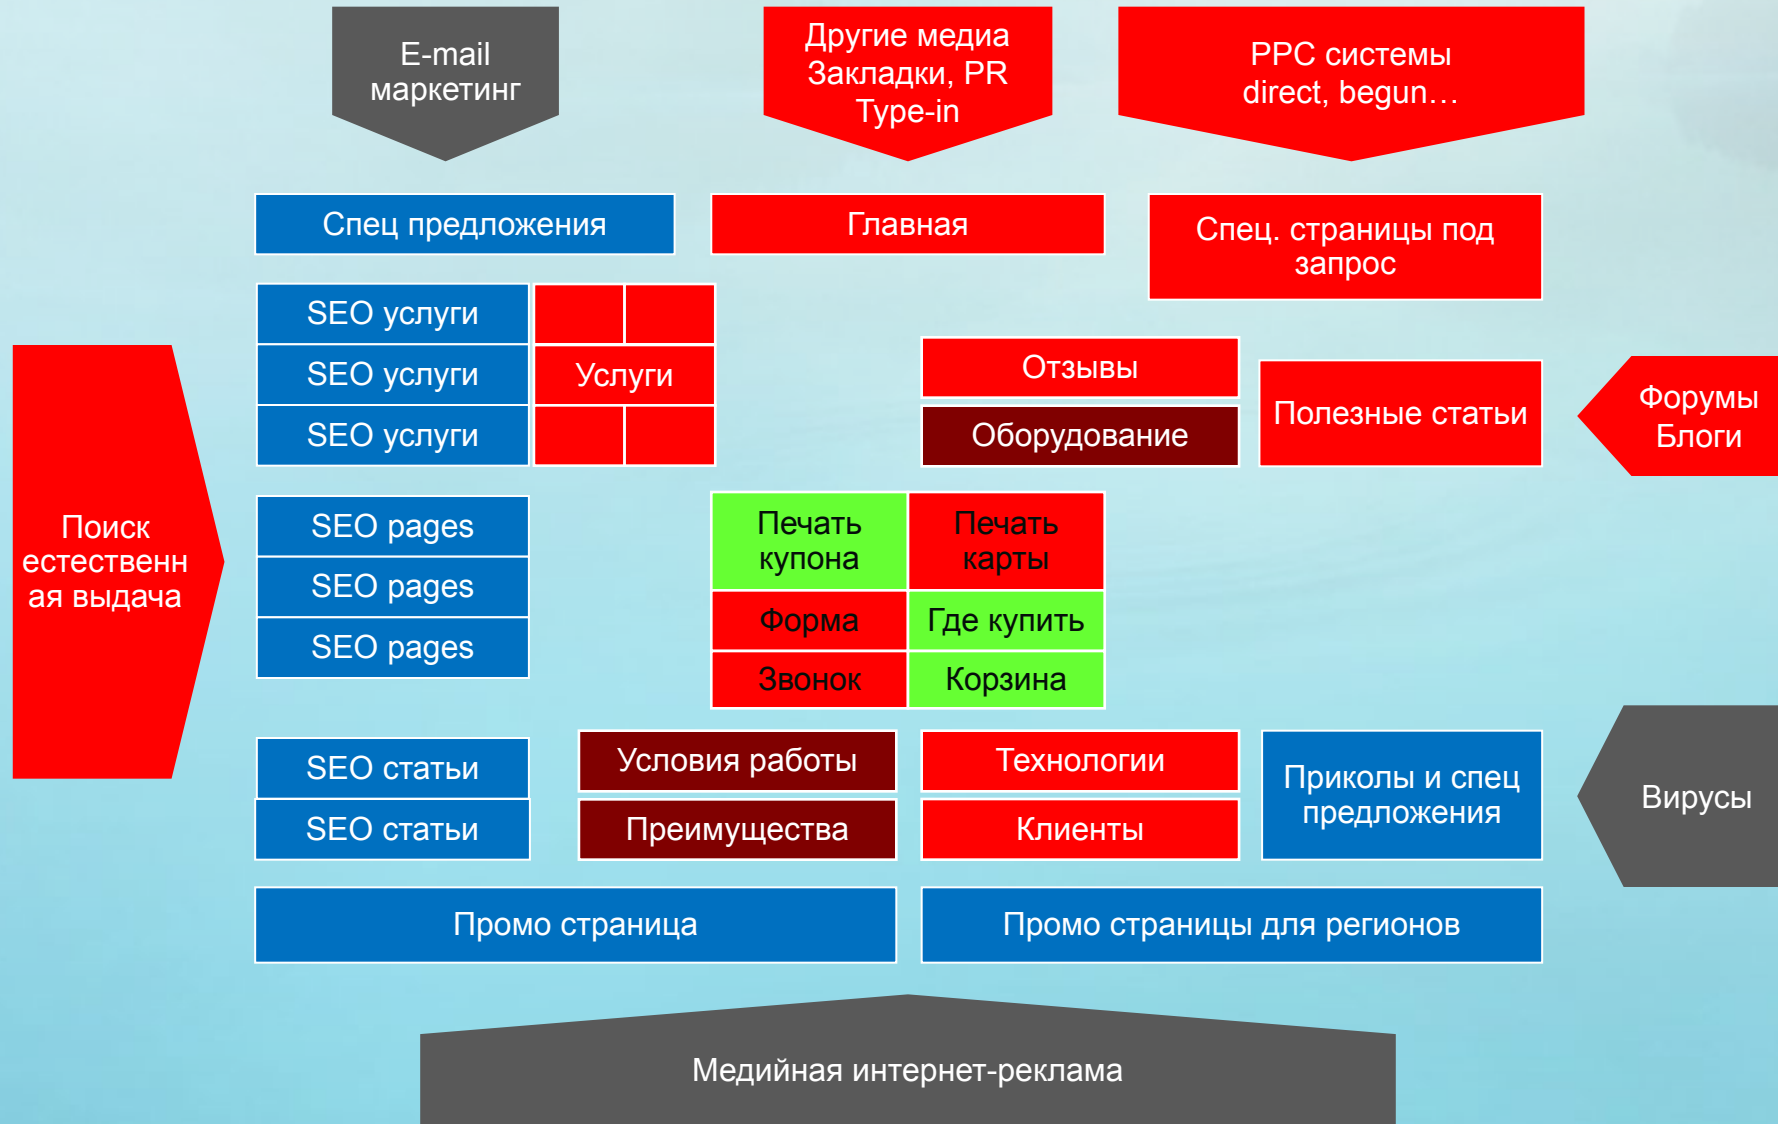 E-mail
маркетинг
Другие медиа
Закладки, PR
Type-in
PPC системы
direct, begun…
Спец предложения
Главная
Спец. страницы под
запрос
SEO услуги
SEO услуги
Услуги
SEO услуги
Отзывы
Оборудование
Полезные статьи
Форумы
Блоги
Поиск
естественн
ая выдача
SEO pages
SEO pages
SEO pages
Печать
купона
Печать
карты
Форма
Где купить
Звонок
Корзина
SEO статьи
SEO статьи
Условия работы
Преимущества
Технологии
Клиенты
Приколы и спец
предложения
Вирусы
Промо страница
Промо страницы для регионов
Медийная интернет-реклама